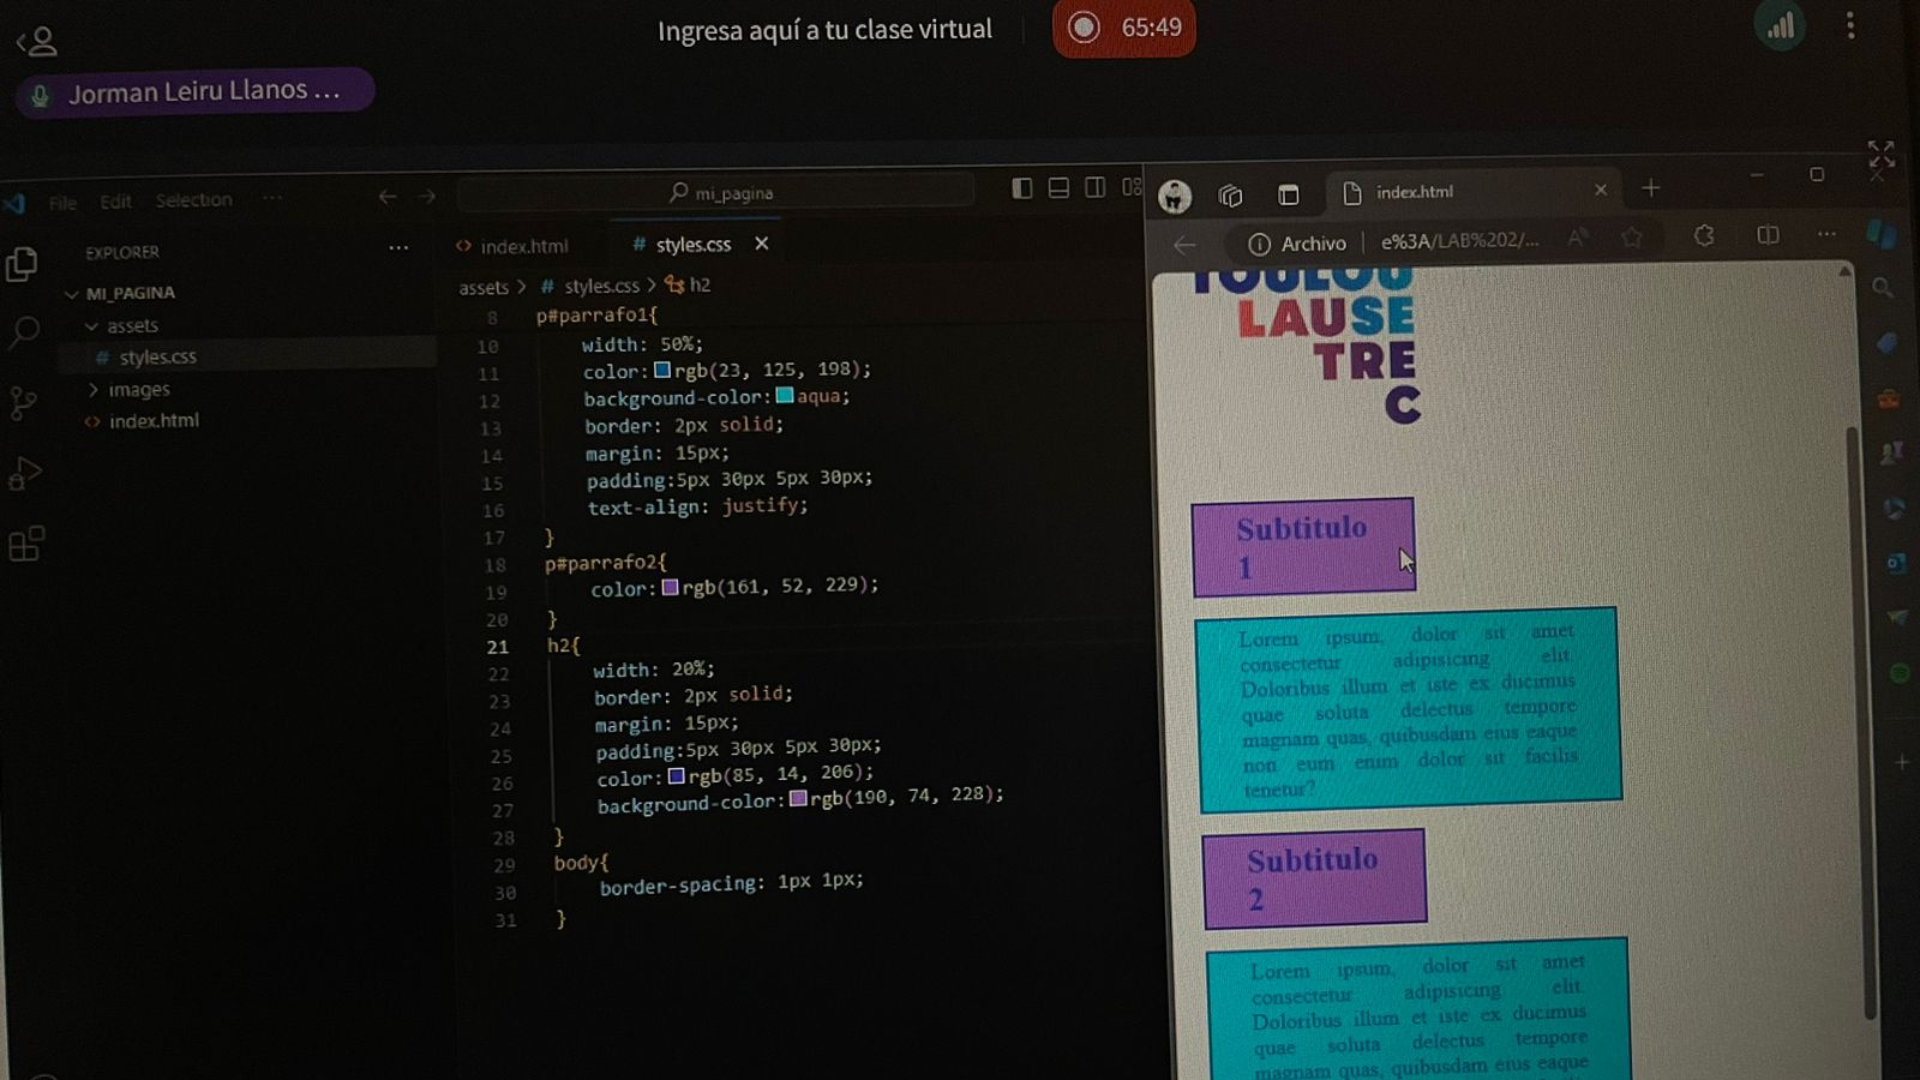 Ingresa aquí a tu clase virtual
65:49
Jorman Leiru Llanos ...
File Edit Selection ...
mi_pagina
EXPLORER ...
MI_PAGINA
assets
# styles.css
images
<> index.html
<> index.html
# styles.css
assets > # styles.css > h2
8 p#parrafo1{
10 width: 50%;
11 color: rgb(23, 125, 198);
12 background-color: aqua;
13 border: 2px solid;
14 margin: 15px;
15 padding:5px 30px 5px 30px;
16 text-align: justify;
17 }
18 p#parrafo2{
19 color: rgb(161, 52, 229);
20 }
21 h2{
22 width: 20%;
23 border: 2px solid;
24 margin: 15px;
25 padding:5px 30px 5px 30px;
26 color: rgb(85, 14, 206);
27 background-color: rgb(190, 74, 228);
28 }
29 body{
30 border-spacing: 1px 1px;
31 }
index.html
Archivo | e%3A/LAB%202/...
TOULOU
LAUSE
TRE
C
Subtitulo
1
Lorem ipsum, dolor sit amet
consectetur adipisicing elit.
Doloribus illum et iste ex ducimus
quae soluta delectus tempore
magnam quas, quibusdam eius eaque
non eum enim dolor sit facilis
tenetur?
Subtitulo
2
Lorem ipsum, dolor sit amet
consectetur adipisicing elit.
Doloribus illum et iste ex ducimus
quae soluta delectus tempore
magnam quas, quibusdam eius eaque